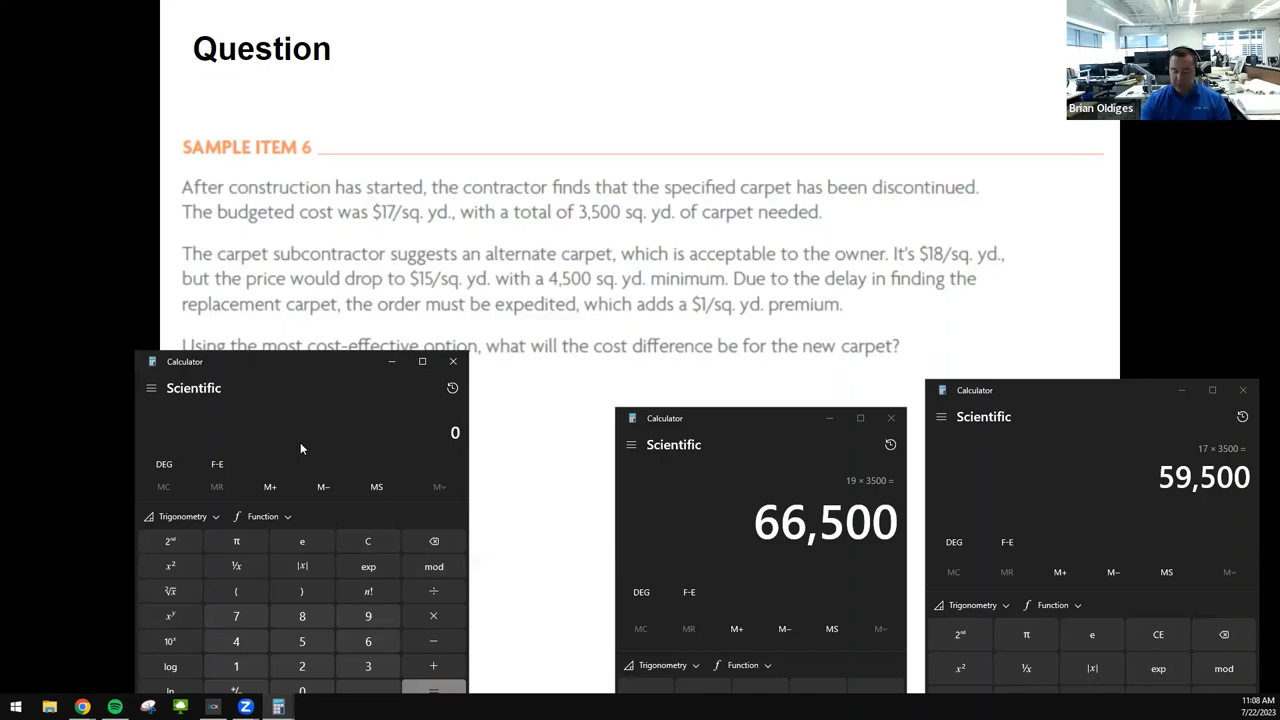 Question
Brian Oldiges
SAMPLE ITEM 6
After construction has started, the contractor finds that the specified carpet has been discontinued.
The budgeted cost was $17/sq. yd., with a total of 3,500 sq. yd. of carpet needed.
The carpet subcontractor suggests an alternate carpet, which is acceptable to the owner. It's $18/sq. yd.,
but the price would drop to $15/sq. yd. with a 4,500 sq. yd. minimum. Due to the delay in finding the
replacement carpet, the order must be expedited, which adds a $1/sq. yd. premium.
Using the most cost-effective option, what will the cost difference be for the new carpet?
Calculator
Scientific
0
DEG F-E
MC MR M+ M− MS M˅
Trigonometry Function
2ⁿᵈ π e C
x² ¹/x |x| exp mod
²√x ( ) n! ÷
xʸ 7 8 9 ×
10ˣ 4 5 6 −
log 1 2 3 +
ln +/− 0 . =
Calculator
Scientific
19 × 3500 =
66,500
DEG F-E
MC MR M+ M− MS M˅
Trigonometry Function
Calculator
Scientific
17 × 3500 =
59,500
DEG F-E
MC MR M+ M− MS M˅
Trigonometry Function
2ⁿᵈ π e CE
x² ¹/x |x| exp mod
11:08 AM
7/22/2023